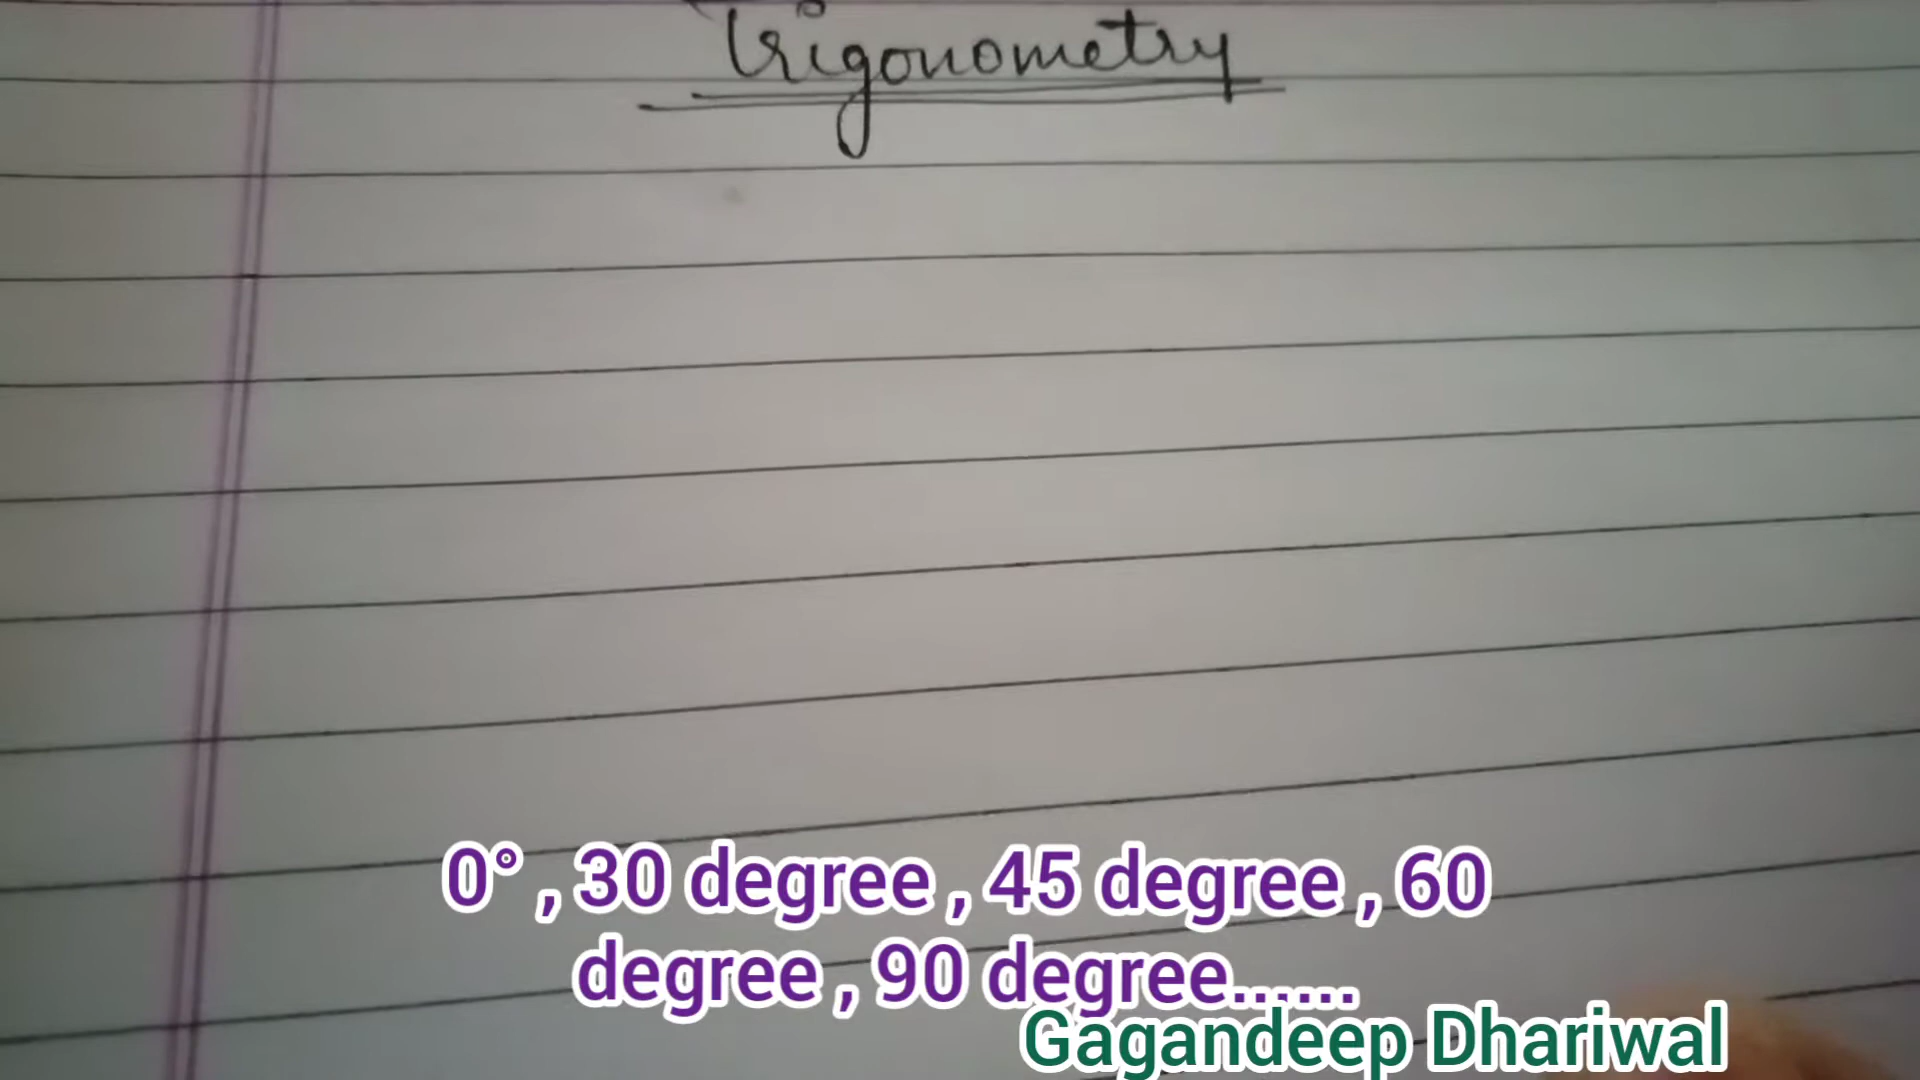 Trigonometry
0° , 30 degree , 45 degree , 60
degree , 90 degree......
Gagandeep Dhariwal